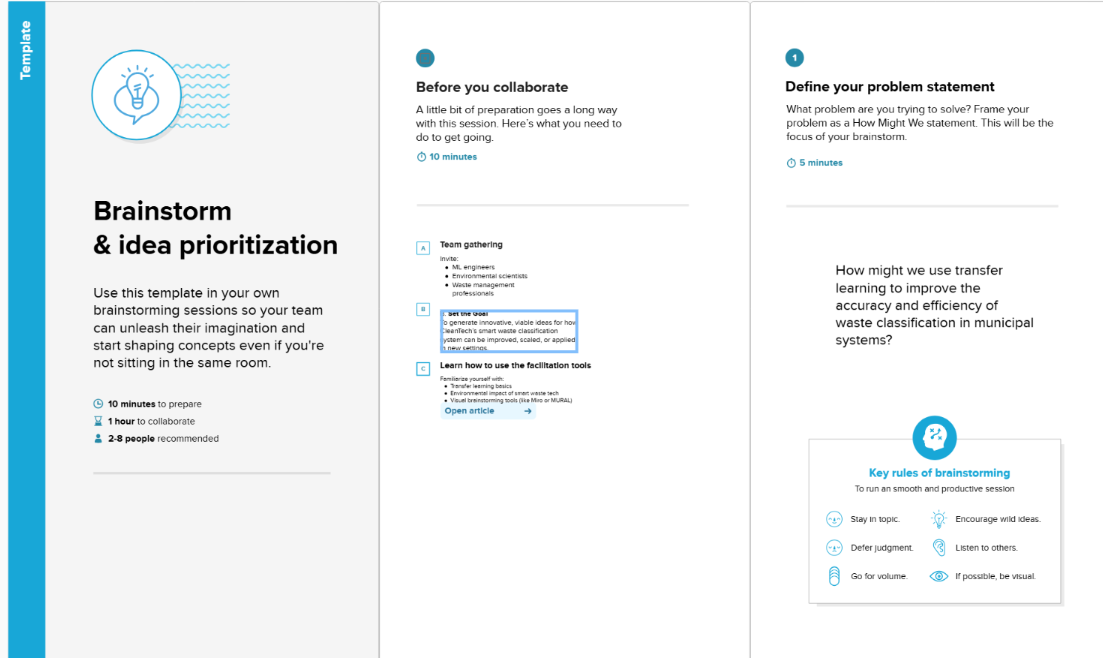 Template
Brainstorm
& idea prioritization
Use this template in your own
brainstorming sessions so your team
can unleash their imagination and
start shaping concepts even if you're
not sitting in the same room.
10 minutes to prepare
1 hour to collaborate
2-8 people recommended
Before you collaborate
A little bit of preparation goes a long way
with this session. Here's what you need to
do to get going.
10 minutes
A
Team gathering
Invite:
• ML engineers
• Environmental scientists
• Waste management
professionals
B
Set the Goal
to generate innovative, viable ideas for how
CleanTech's smart waste classification
system can be improved, scaled, or applied
in new settings.
C
Learn how to use the facilitation tools
Familiarize yourself with:
• Transfer learning basics
• Environmental impact of smart waste tech
• Visual brainstorming tools (like Miro or MURAL)
Open article →
1
Define your problem statement
What problem are you trying to solve? Frame your
problem as a How Might We statement. This will be the
focus of your brainstorm.
5 minutes
How might we use transfer
learning to improve the
accuracy and efficiency of
waste classification in municipal
systems?
Key rules of brainstorming
To run an smooth and productive session
Stay in topic.
Encourage wild ideas.
Defer judgment.
Listen to others.
Go for volume.
If possible, be visual.